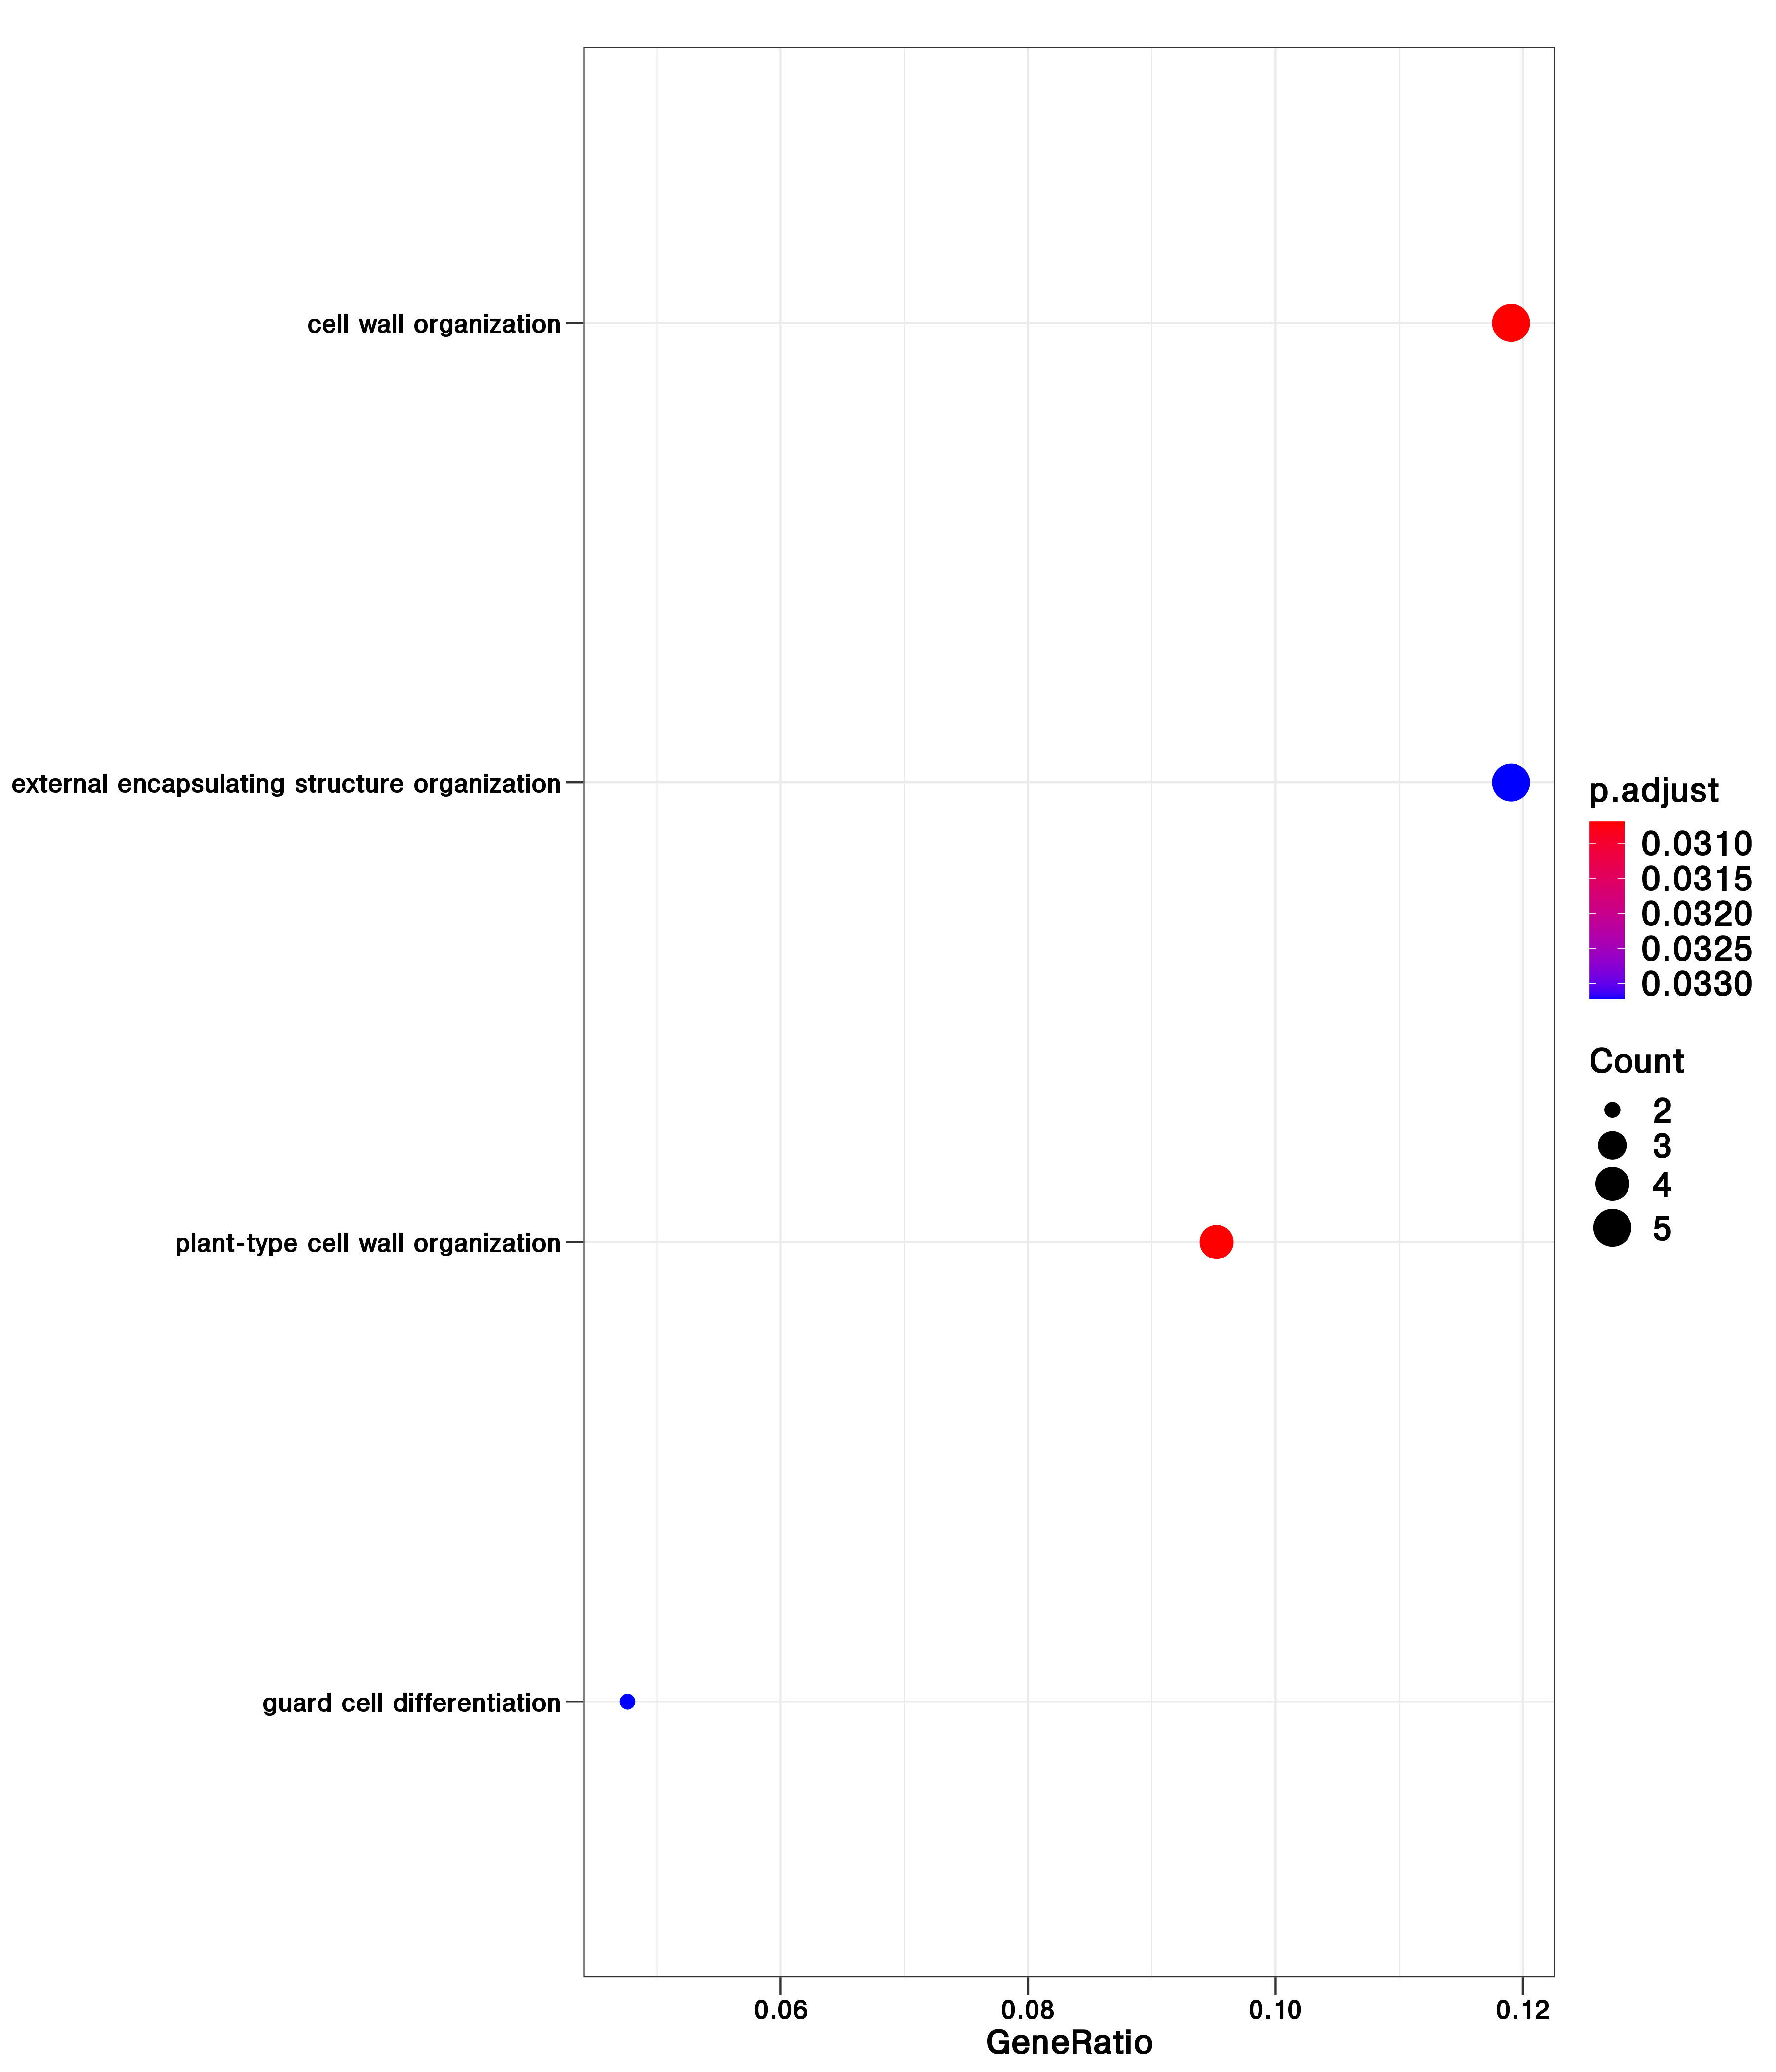 cell wall organization
external encapsulating structure organization
plant-type cell wall organization
guard cell differentiation
0.06
0.08
0.10
0.12
GeneRatio
p.adjust
0.0310
0.0315
0.0320
0.0325
0.0330
Count
2
3
4
5